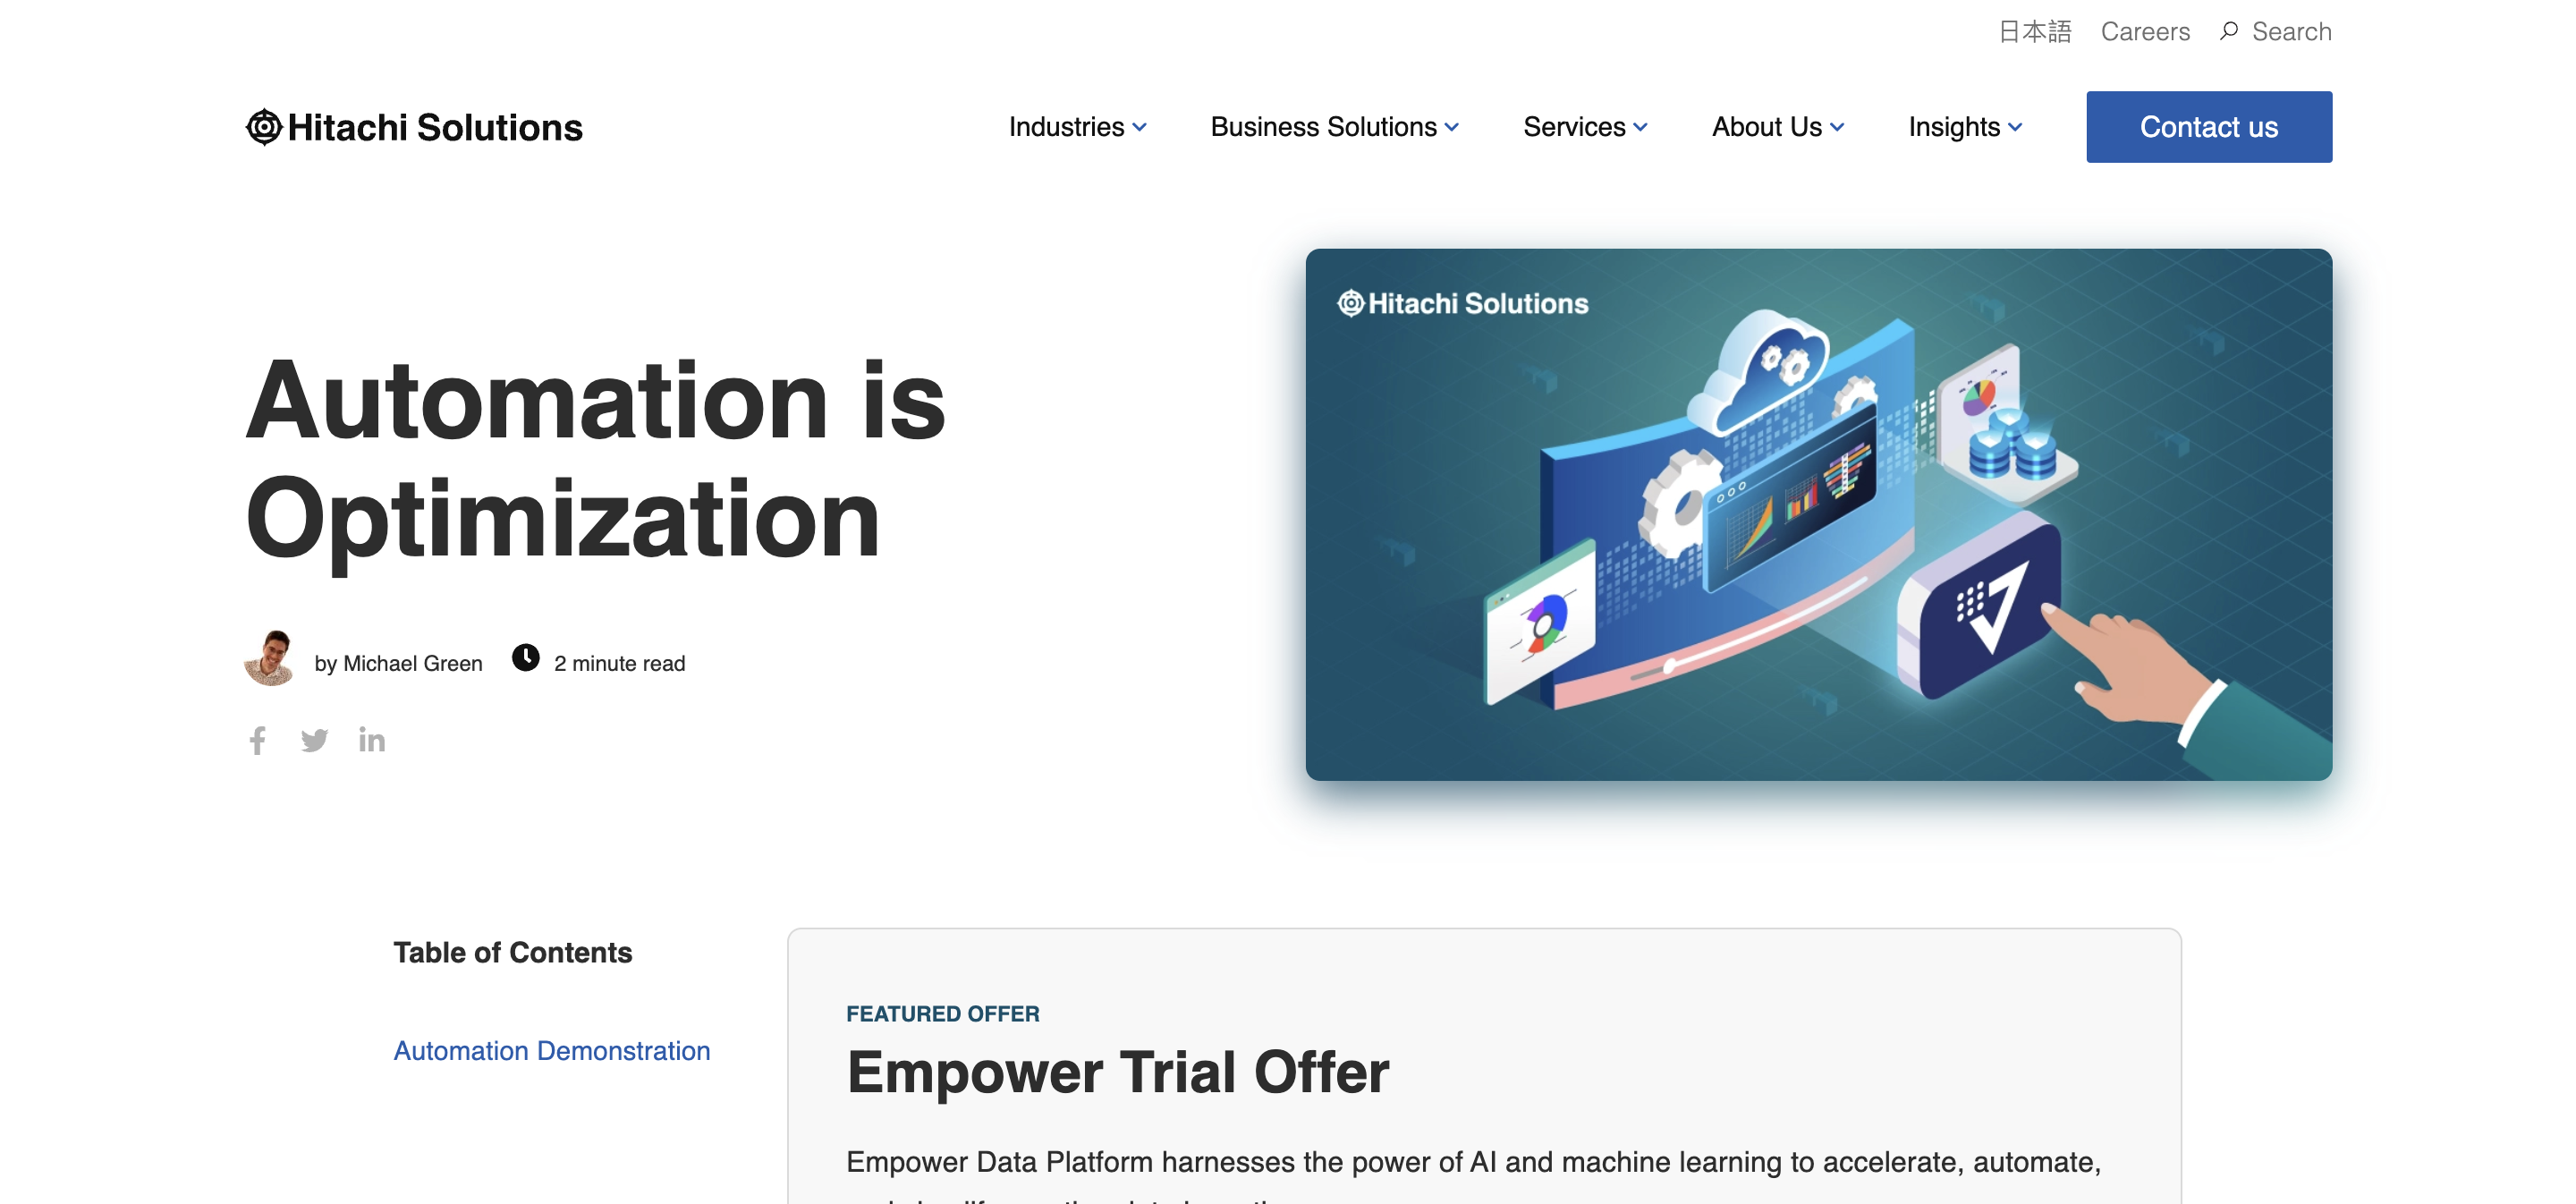 日本語 Careers Search
Hitachi Solutions Industries Business Solutions Services About Us Insights Contact us
Hitachi Solutions
Automation is
Optimization
by Michael Green 2 minute read
Table of Contents
Automation Demonstration
FEATURED OFFER
Empower Trial Offer
Empower Data Platform harnesses the power of AI and machine learning to accelerate, automate,